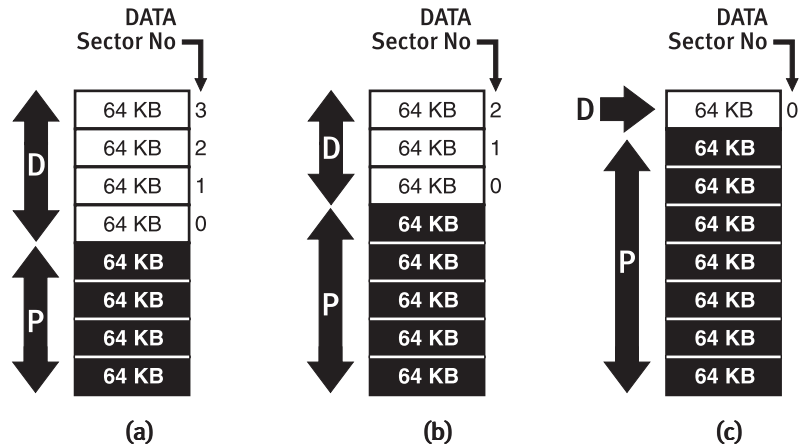 DATA
Sector No
64 KB 3
64 KB 2
64 KB 1
64 KB 0
64 KB
64 KB
64 KB
64 KB
D
P
(a)
DATA
Sector No
64 KB 2
64 KB 1
64 KB 0
64 KB
64 KB
64 KB
64 KB
64 KB
D
P
(b)
DATA
Sector No
D
64 KB 0
64 KB
64 KB
64 KB
64 KB
64 KB
64 KB
64 KB
P
(c)